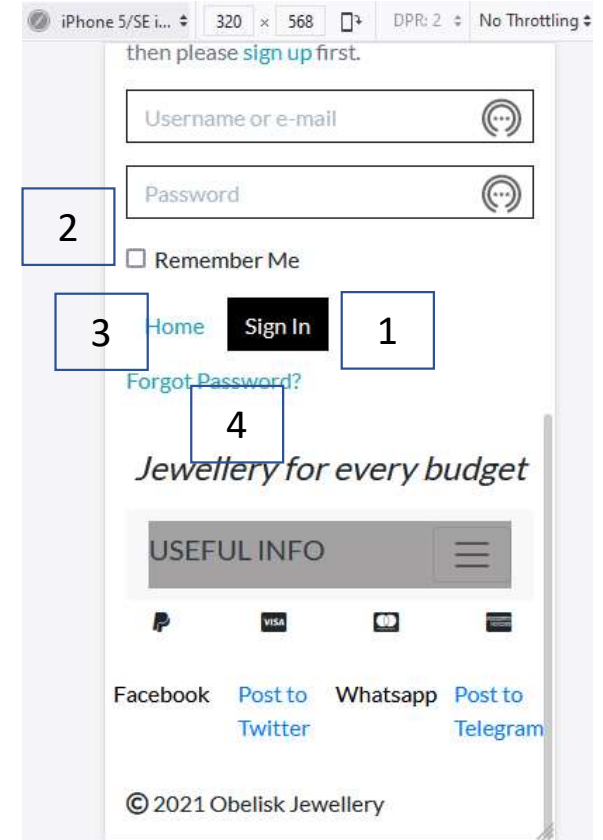 iPhone 5/SE i... 320 × 568 DPR: 2 No Throttling
then please sign up first.
Username or e-mail
Password
2
Remember Me
3 Home Sign In 1
Forgot Password?
4
Jewellery for every budget
USEFUL INFO
VISA
Facebook Post to Twitter Whatsapp Post to Telegram
© 2021 Obelisk Jewellery